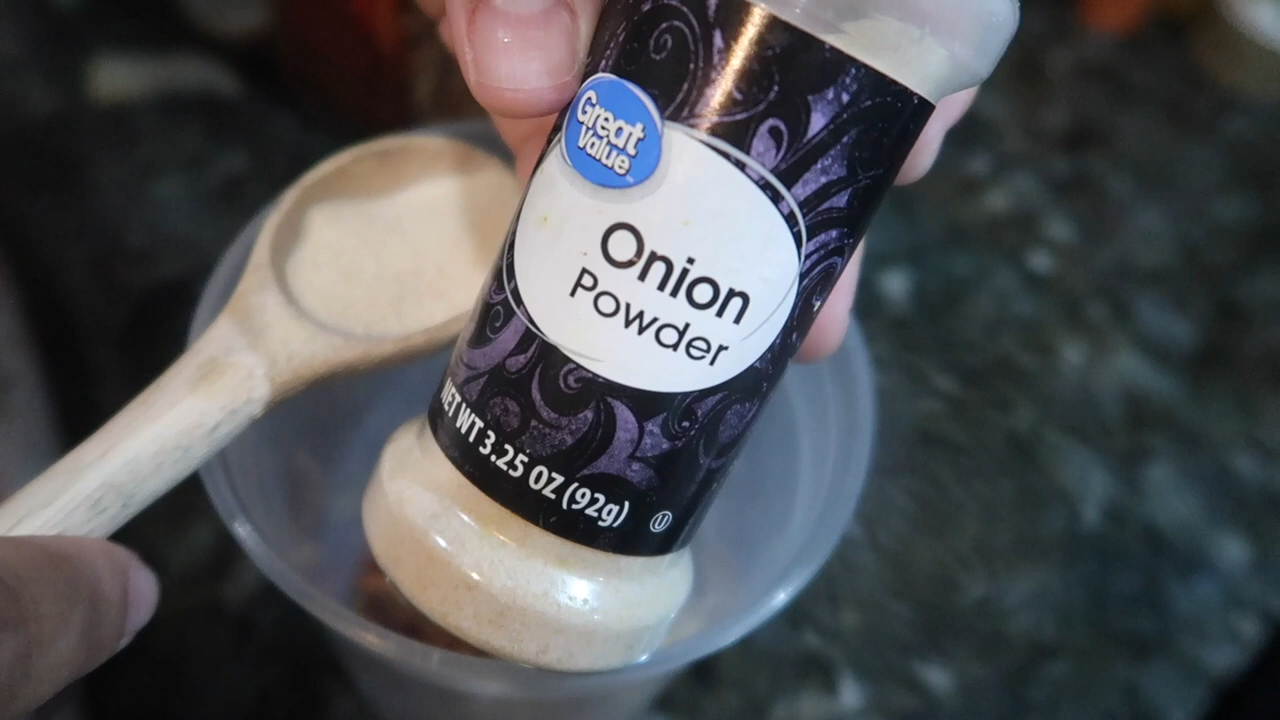 Great
Value
Onion
Powder
NET WT 3.25 OZ (92g)
U